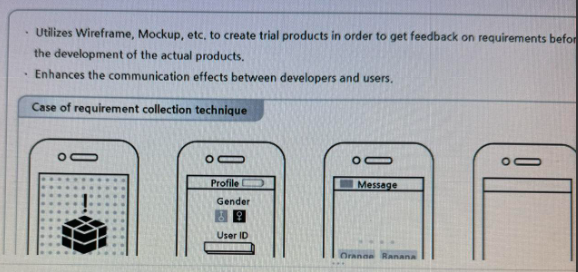 · Utilizes Wireframe, Mockup, etc. to create trial products in order to get feedback on requirements
the development of the actual products.
· Enhances the communication effects between developers and users.
Case of requirement collection technique
Profile
Gender
User ID
Message
Orange Banana